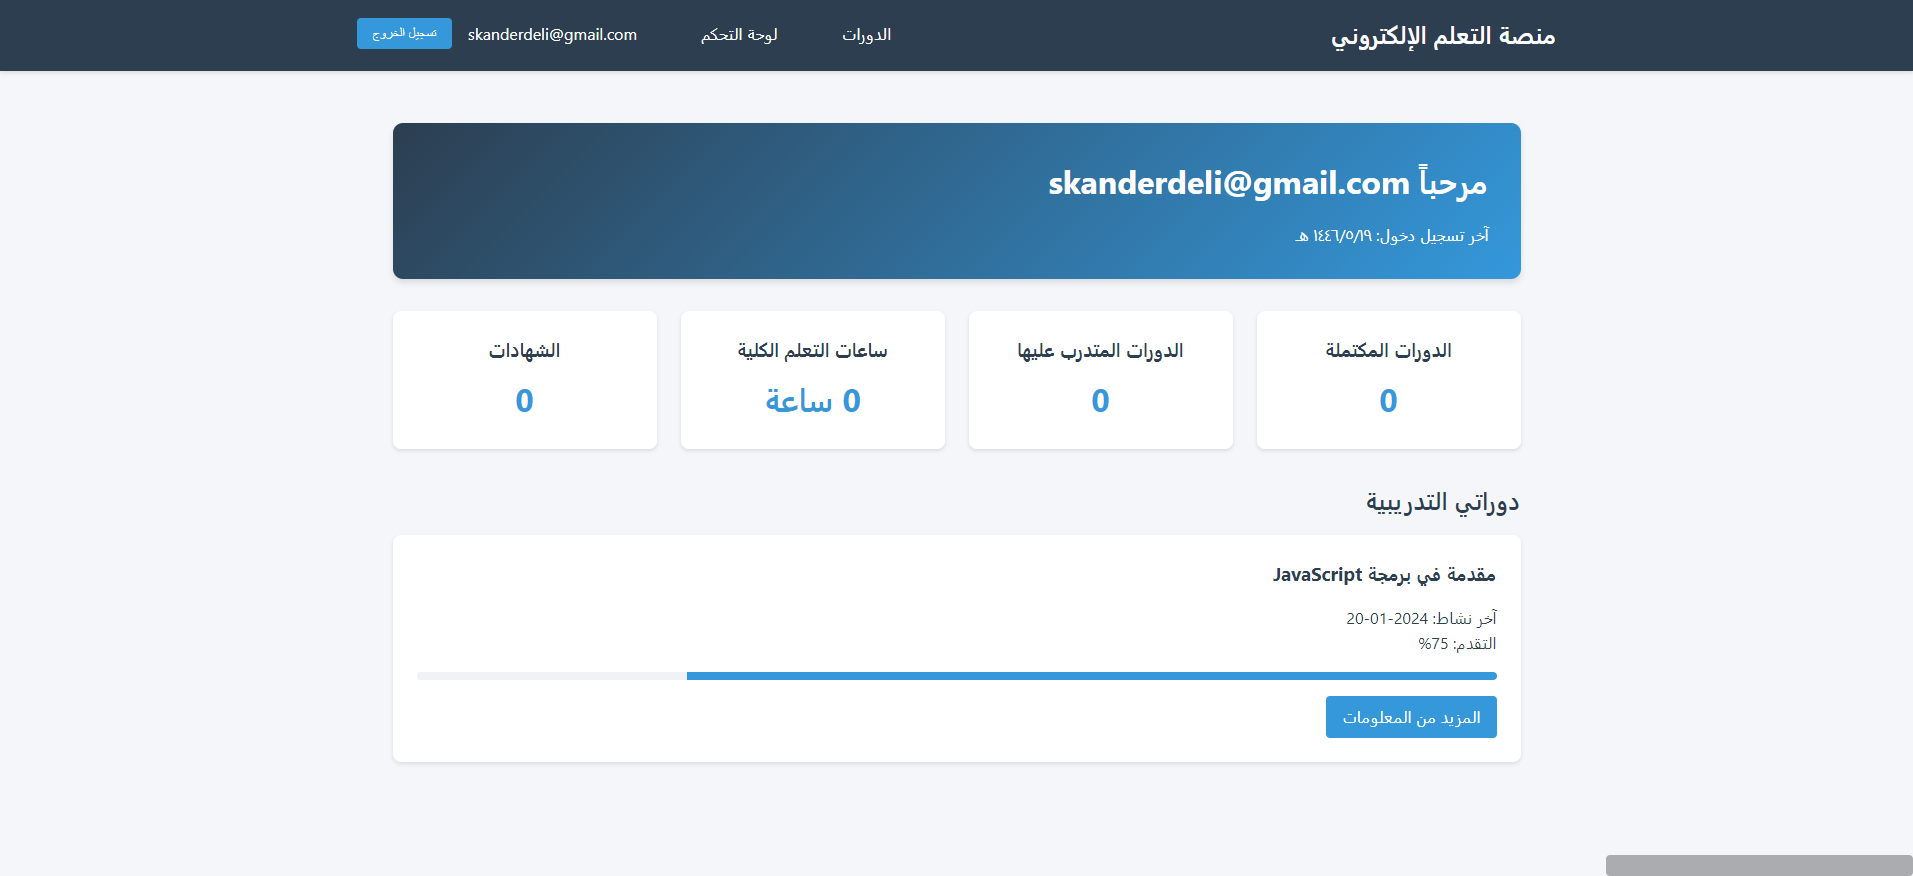 منصة التعلم الإلكتروني
الدورات
لوحة التحكم
skanderdeli@gmail.com
تسجيل الخروج
مرحباً skanderdeli@gmail.com
آخر تسجيل دخول: ١٤٤٦/٥/١٩ هـ
الدورات المكتملة
0
الدورات المتدرب عليها
0
ساعات التعلم الكلية
0 ساعة
الشهادات
0
دوراتي التدريبية
مقدمة في برمجة JavaScript
آخر نشاط: 2024-01-20
التقدم: 75%
المزيد من المعلومات